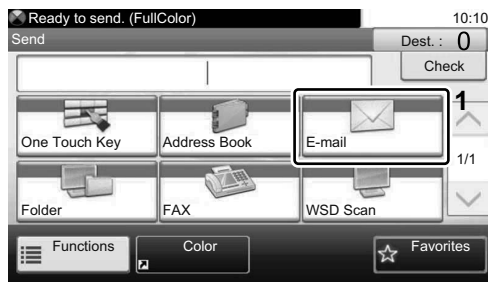 Ready to send. (FullColor) 10:10
Send Dest. : 0
Check
1
One Touch Key Address Book E-mail
1/1
Folder FAX WSD Scan
Functions Color Favorites